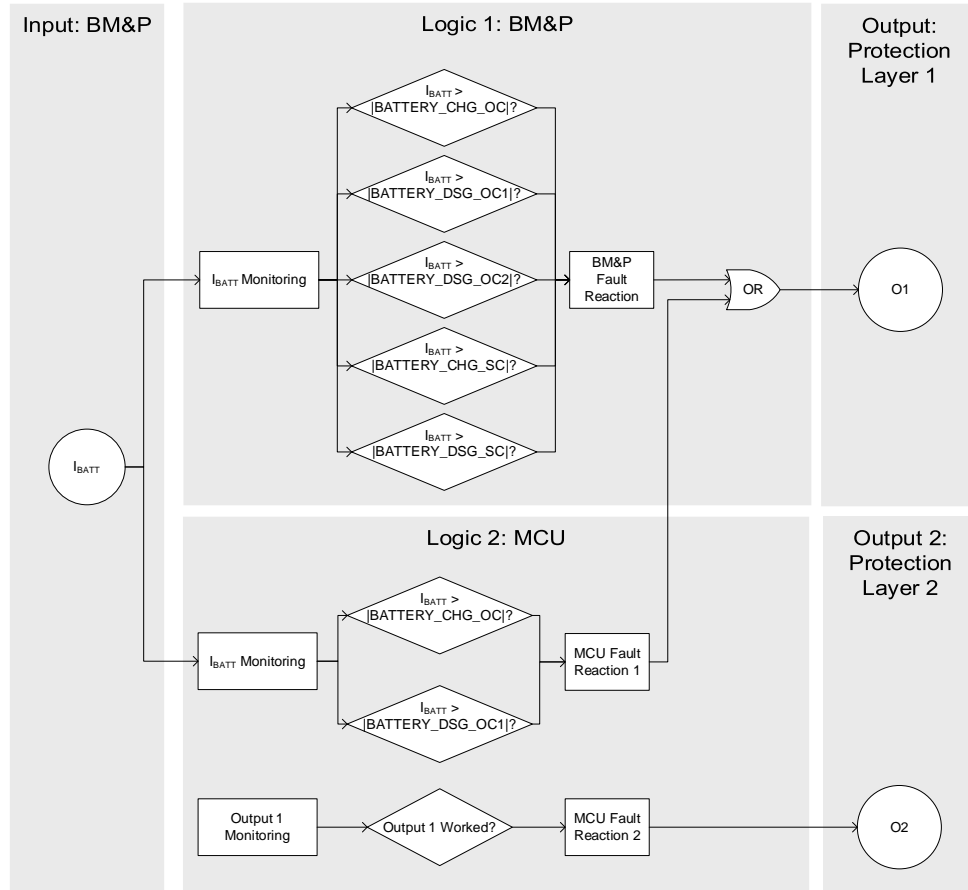 Input: BM&P
Logic 1: BM&P
Output:
Protection
Layer 1
IBATT >
|BATTERY_CHG_OC|?
IBATT >
|BATTERY_DSG_OC1|?
IBATT Monitoring
IBATT >
|BATTERY_DSG_OC2|?
BM&P
Fault
Reaction
OR
O1
IBATT >
|BATTERY_CHG_SC|?
IBATT >
|BATTERY_DSG_SC|?
IBATT
Logic 2: MCU
Output 2:
Protection
Layer 2
IBATT >
|BATTERY_CHG_OC|?
IBATT Monitoring
MCU Fault
Reaction 1
IBATT >
|BATTERY_DSG_OC1|?
Output 1
Monitoring
Output 1 Worked?
MCU Fault
Reaction 2
O2